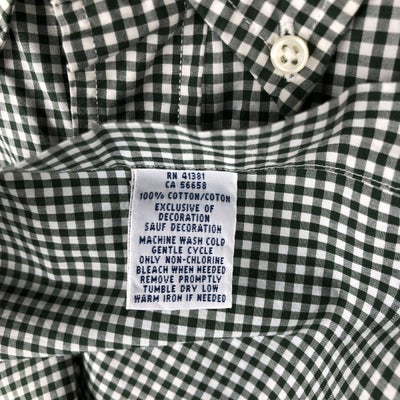 RN 41381
CA 56658
100% COTTON/COTON
EXCLUSIVE OF
DECORATION
SAUF DECORATION
MACHINE WASH COLD
GENTLE CYCLE
ONLY NON-CHLORINE
BLEACH WHEN NEEDED
REMOVE PROMPTLY
TUMBLE DRY LOW
WARM IRON IF NEEDED